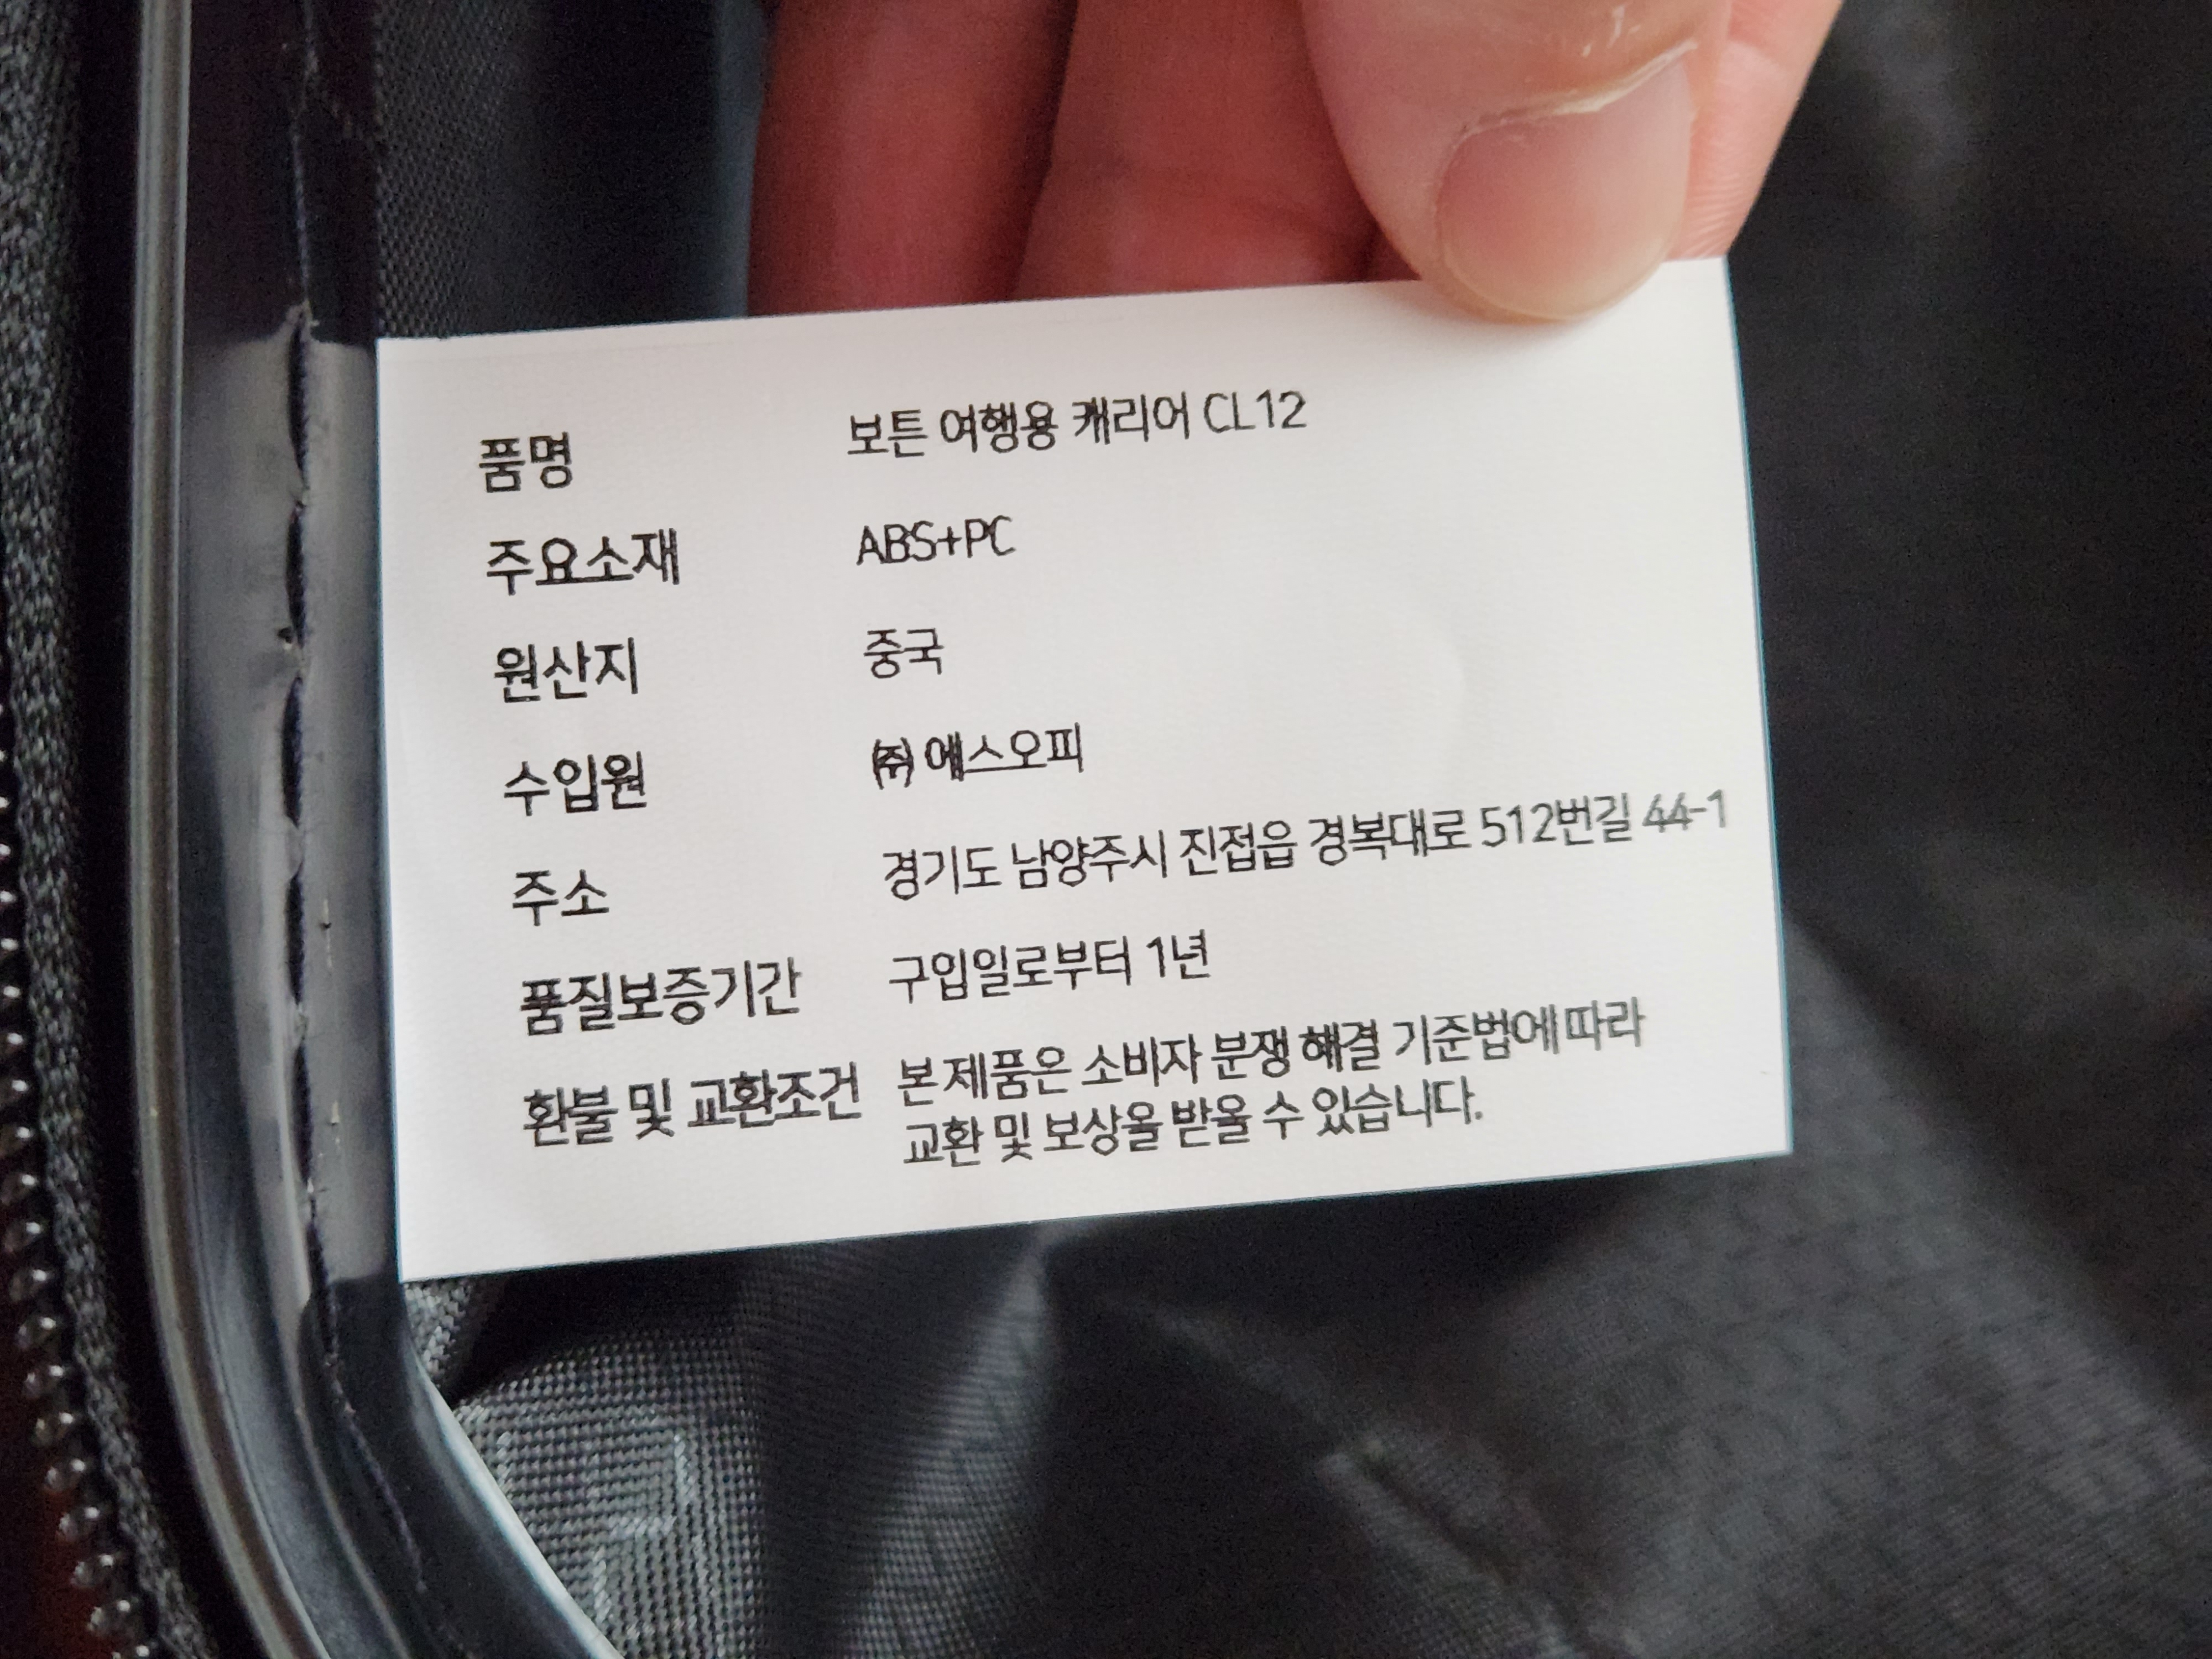 품명 보튼 여행용 캐리어 CL12
주요소재 ABS+PC
원산지 중국
수입원 ㈜에스오피
주소 경기도 남양주시 진접읍 경복대로 512번길 44-1
품질보증기간 구입일로부터 1년
환불 및 교환조건 본 제품은 소비자 분쟁 해결 기준법에 따라
교환 및 보상을 받을 수 있습니다.